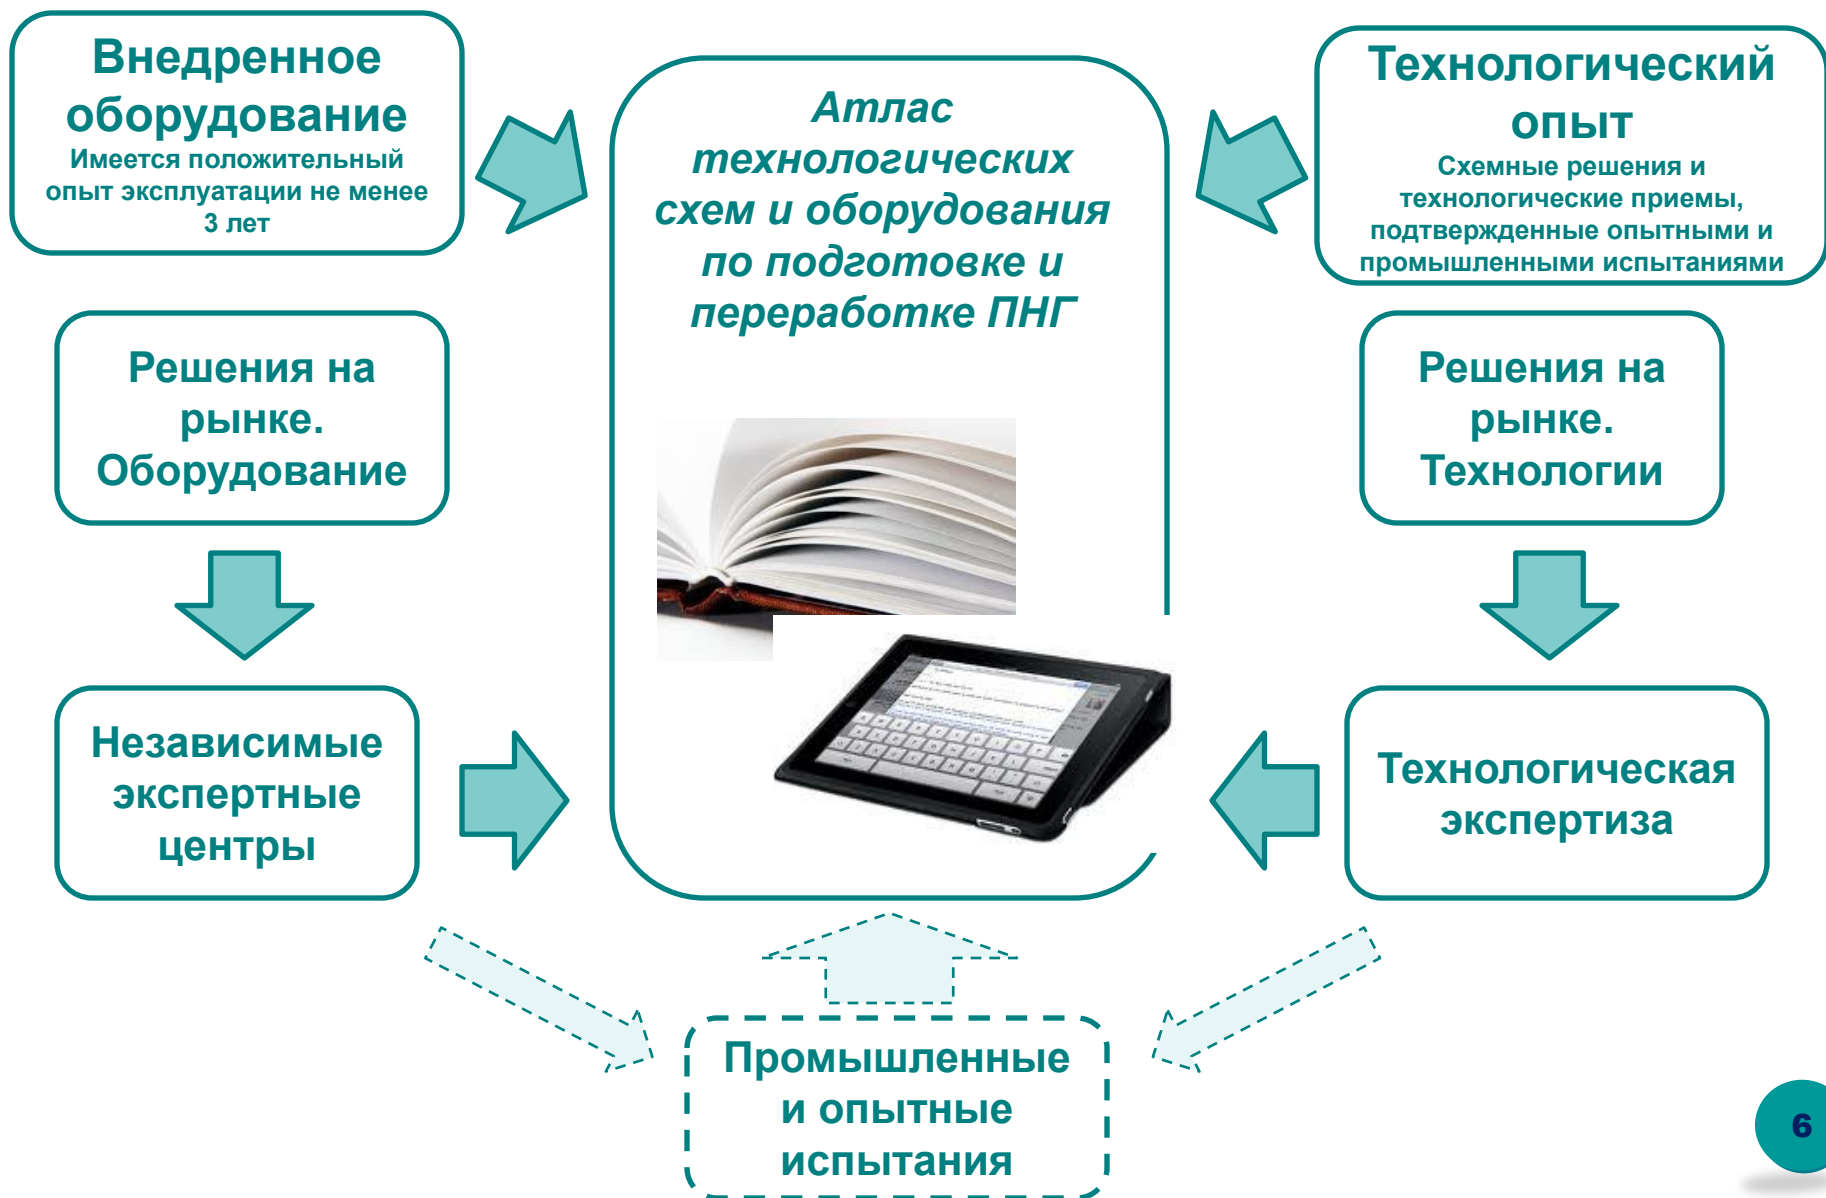 Внедренное
оборудование
Имеется положительный
опыт эксплуатации не менее
3 лет
Атлас
технологических
схем и оборудования
по подготовке и
переработке ПНГ
Технологический
опыт
Схемные решения и
технологические приемы,
подтвержденные опытными и
промышленными испытаниями
Решения на
рынке.
Оборудование
Решения на
рынке.
Технологии
Независимые
экспертные
центры
Технологическая
экспертиза
Промышленные
и опытные
испытания
6